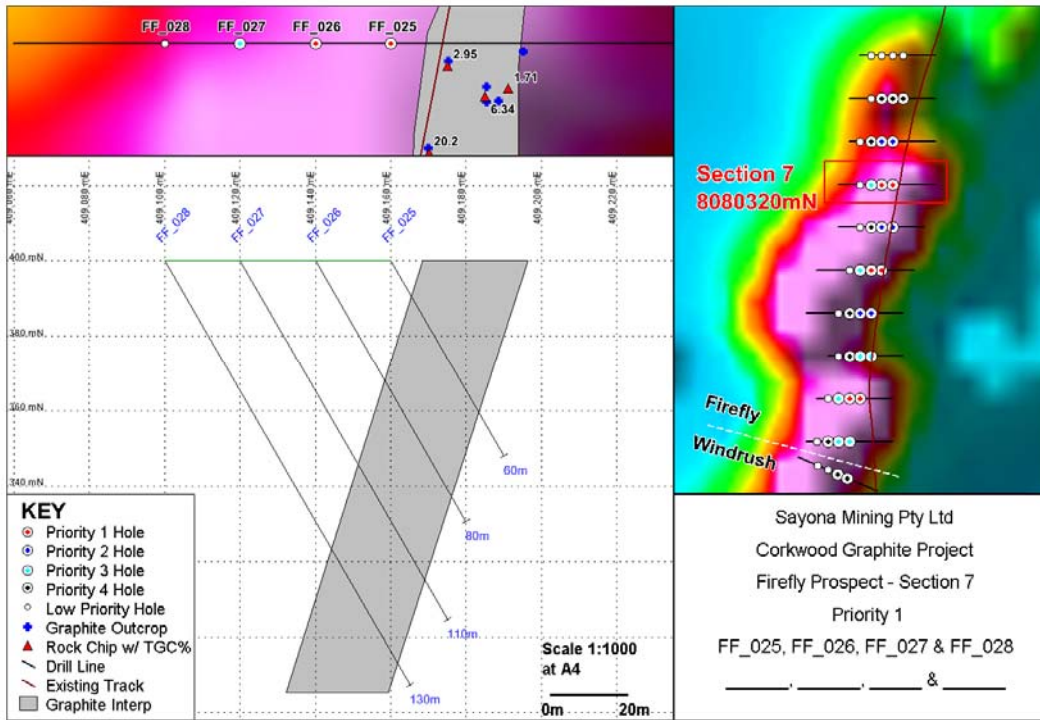 FF_028 FF_027 FF_026 FF_025
2.95
1.71
6.34
20.2
409,080 mE 409,100 mE 409,120 mE 409,140 mE 409,160 mE 409,180 mE 409,200 mE
FF_028 FF_027 FF_026 FF_025
400 mN
380 mN
360 mN
340 mN
60m
80m
110m
130m
KEY
Priority 1 Hole
Priority 2 Hole
Priority 3 Hole
Priority 4 Hole
Low Priority Hole
Graphite Outcrop
Rock Chip w/ TGC%
Drill Line
Existing Track
Graphite Interp
Scale 1:1000
at A4
0m 20m
Section 7
8080320mN
Firefly
Windrush
Sayona Mining Pty Ltd
Corkwood Graphite Project
Firefly Prospect - Section 7
Priority 1
FF_025, FF_026, FF_027 & FF_028
______, ______, _____ & ______